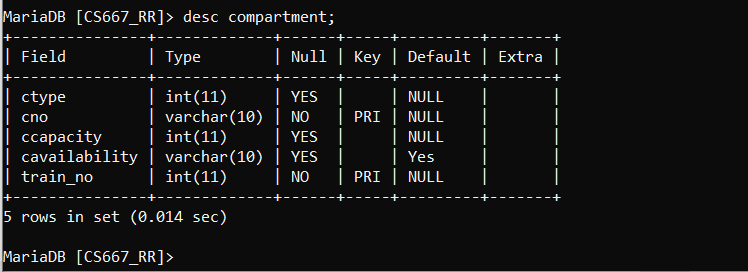 MariaDB [CS667_RR]> desc compartment;
+---------------+-------------+------+-----+---------+-------+
| Field         | Type        | Null | Key | Default | Extra |
+---------------+-------------+------+-----+---------+-------+
| ctype         | int(11)     | YES  |     | NULL    |       |
| cno           | varchar(10) | NO   | PRI | NULL    |       |
| ccapacity     | int(11)     | YES  |     | NULL    |       |
| cavailability | varchar(10) | YES  |     | Yes     |       |
| train_no      | int(11)     | NO   | PRI | NULL    |       |
+---------------+-------------+------+-----+---------+-------+
5 rows in set (0.014 sec)
MariaDB [CS667_RR]>